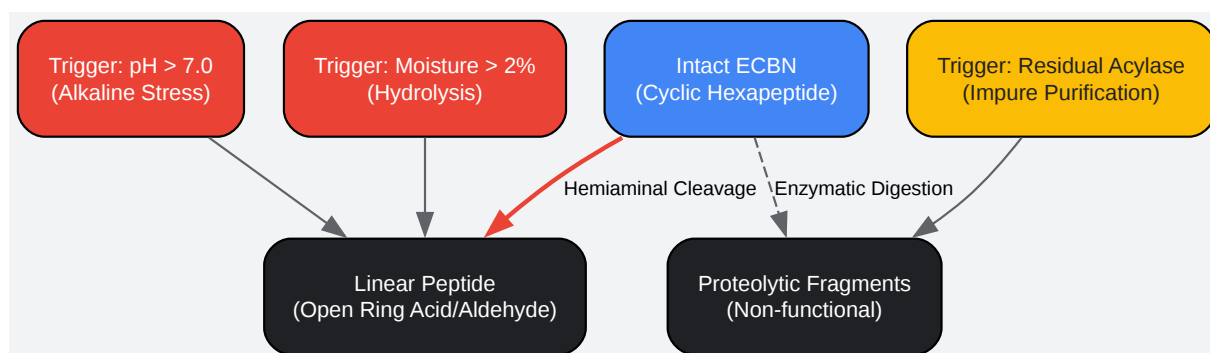 Trigger: pH > 7.0
(Alkaline Stress)
Trigger: Moisture > 2%
(Hydrolysis)
Intact ECBN
(Cyclic Hexapeptide)
Trigger: Residual Acylase
(Impure Purification)
Hemiaminal Cleavage
Enzymatic Digestion
Linear Peptide
(Open Ring Acid/Aldehyde)
Proteolytic Fragments
(Non-functional)